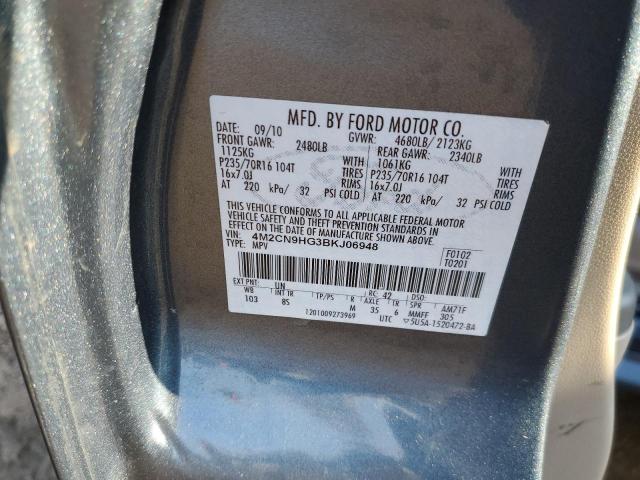 MFD. BY FORD MOTOR CO.
DATE: 09/10 GVWR: 4680LB/ 2123KG
FRONT GAWR: 2480LB REAR GAWR: 2340LB
1125KG WITH 1061KG WITH
P235/70R16 104T TIRES P235/70R16 104T TIRES
16x7.0J RIMS 16x7.0J RIMS
AT 220 kPa/ 32 PSI COLD AT 220 kPa/ 32 PSI COLD
THIS VEHICLE CONFORMS TO ALL APPLICABLE FEDERAL MOTOR
VEHICLE SAFETY AND THEFT PREVENTION STANDARDS IN
EFFECT ON THE DATE OF MANUFACTURE SHOWN ABOVE.
VIN: 4M2CN9HG3BKJ06948 F0102
TYPE: MPV T0201
EXT PNT: UN RC: 42 DSO:
WB INT TR TP/PS R AXLE TR SPR AM71F
103 8S M 35 6 MMFF 305
1201009273969 UTC ▽5U5A-1520472-BA